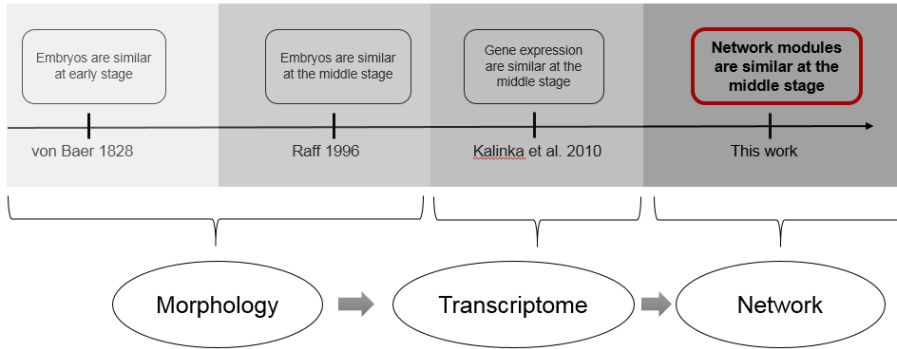 Embryos are similar
at early stage
Embryos are similar
at the middle stage
Gene expression
are similar at the
middle stage
Network modules
are similar at the
middle stage
von Baer 1828
Raff 1996
Kalinka et al. 2010
This work
Morphology
Transcriptome
Network